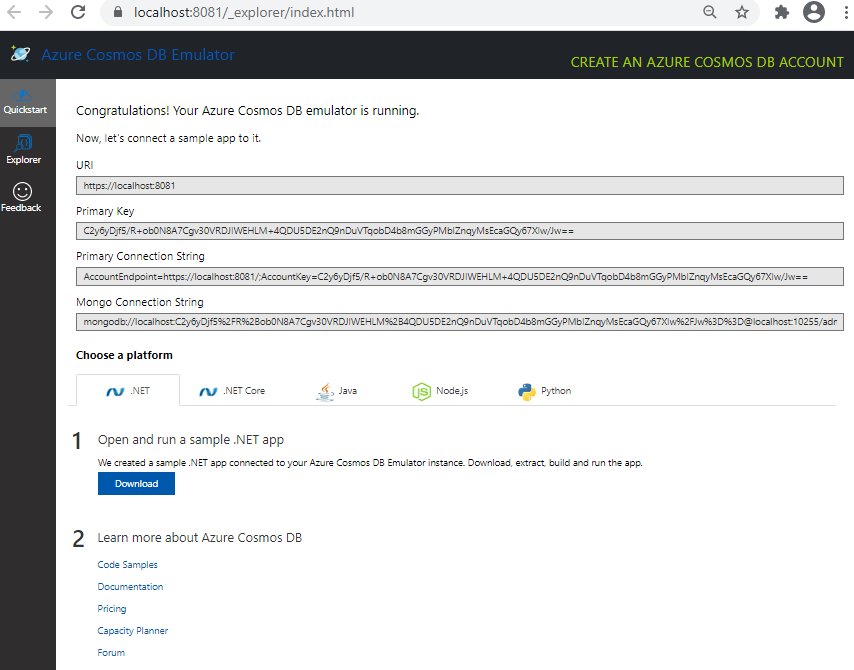 localhost:8081/_explorer/index.html
Azure Cosmos DB Emulator
CREATE AN AZURE COSMOS DB ACCOUNT
Quickstart
Explorer
Feedback
Congratulations! Your Azure Cosmos DB emulator is running.
Now, let's connect a sample app to it.
URI
https://localhost:8081
Primary Key
C2y6yDjf5/R+ob0N8A7Cgv30VRDJIWEHLM+4QDU5DE2nQ9nDuVTqobD4b8mGGyPMbIZnqyMsEcaGQy67XIw/Jw==
Primary Connection String
AccountEndpoint=https://localhost:8081/;AccountKey=C2y6yDjf5/R+ob0N8A7Cgv30VRDJIWEHLM+4QDU5DE2nQ9nDuVTqobD4b8mGGyPMbIZnqyMsEcaGQy67XIw/Jw==
Mongo Connection String
mongodb://localhost:C2y6yDjf5%2FR%2Bob0N8A7Cgv30VRDJIWEHLM%2B4QDU5DE2nQ9nDuVTqobD4b8mGGyPMbIZnqyMsEcaGQy67XIw%2FJw%3D%3D@localhost:10255/adr
Choose a platform
.NET
.NET Core
Java
Node.js
Python
1 Open and run a sample .NET app
We created a sample .NET app connected to your Azure Cosmos DB Emulator instance. Download, extract, build and run the app.
Download
2 Learn more about Azure Cosmos DB
Code Samples
Documentation
Pricing
Capacity Planner
Forum